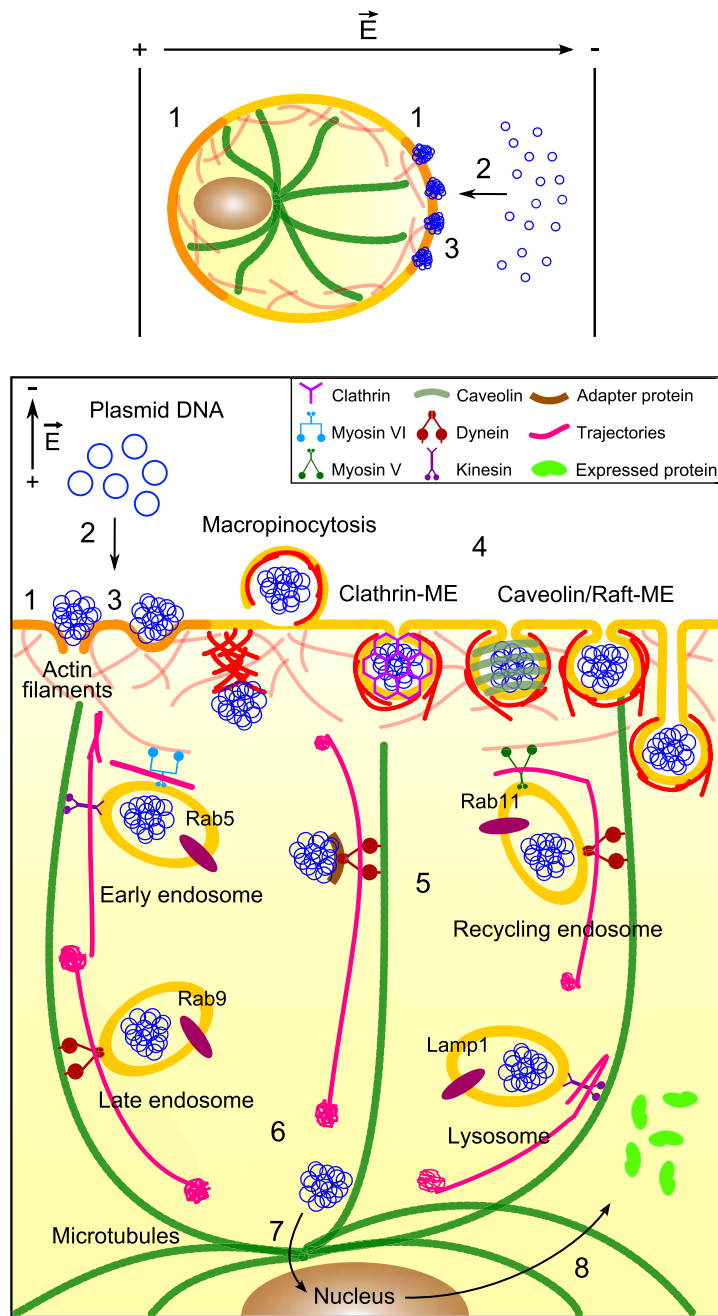 E
+ -
1 1
2
3
-
E
+
Plasmid DNA
Clathrin Caveolin Adapter protein
Myosin VI Dynein Trajectories
Myosin V Kinesin Expressed protein
2
Macropinocytosis
4
1 3
Clathrin-ME Caveolin/Raft-ME
Actin
filaments
Rab5
Early endosome
Rab11
5
Recycling endosome
Rab9
Late endosome
Lamp1
Lysosome
6
Microtubules
7
8
Nucleus